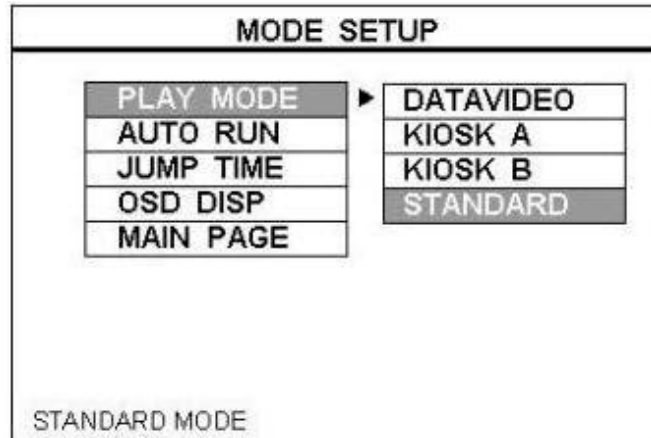 MODE SETUP
PLAY MODE ▶ DATAVIDEO
AUTO RUN KIOSK A
JUMP TIME KIOSK B
OSD DISP STANDARD
MAIN PAGE
STANDARD MODE